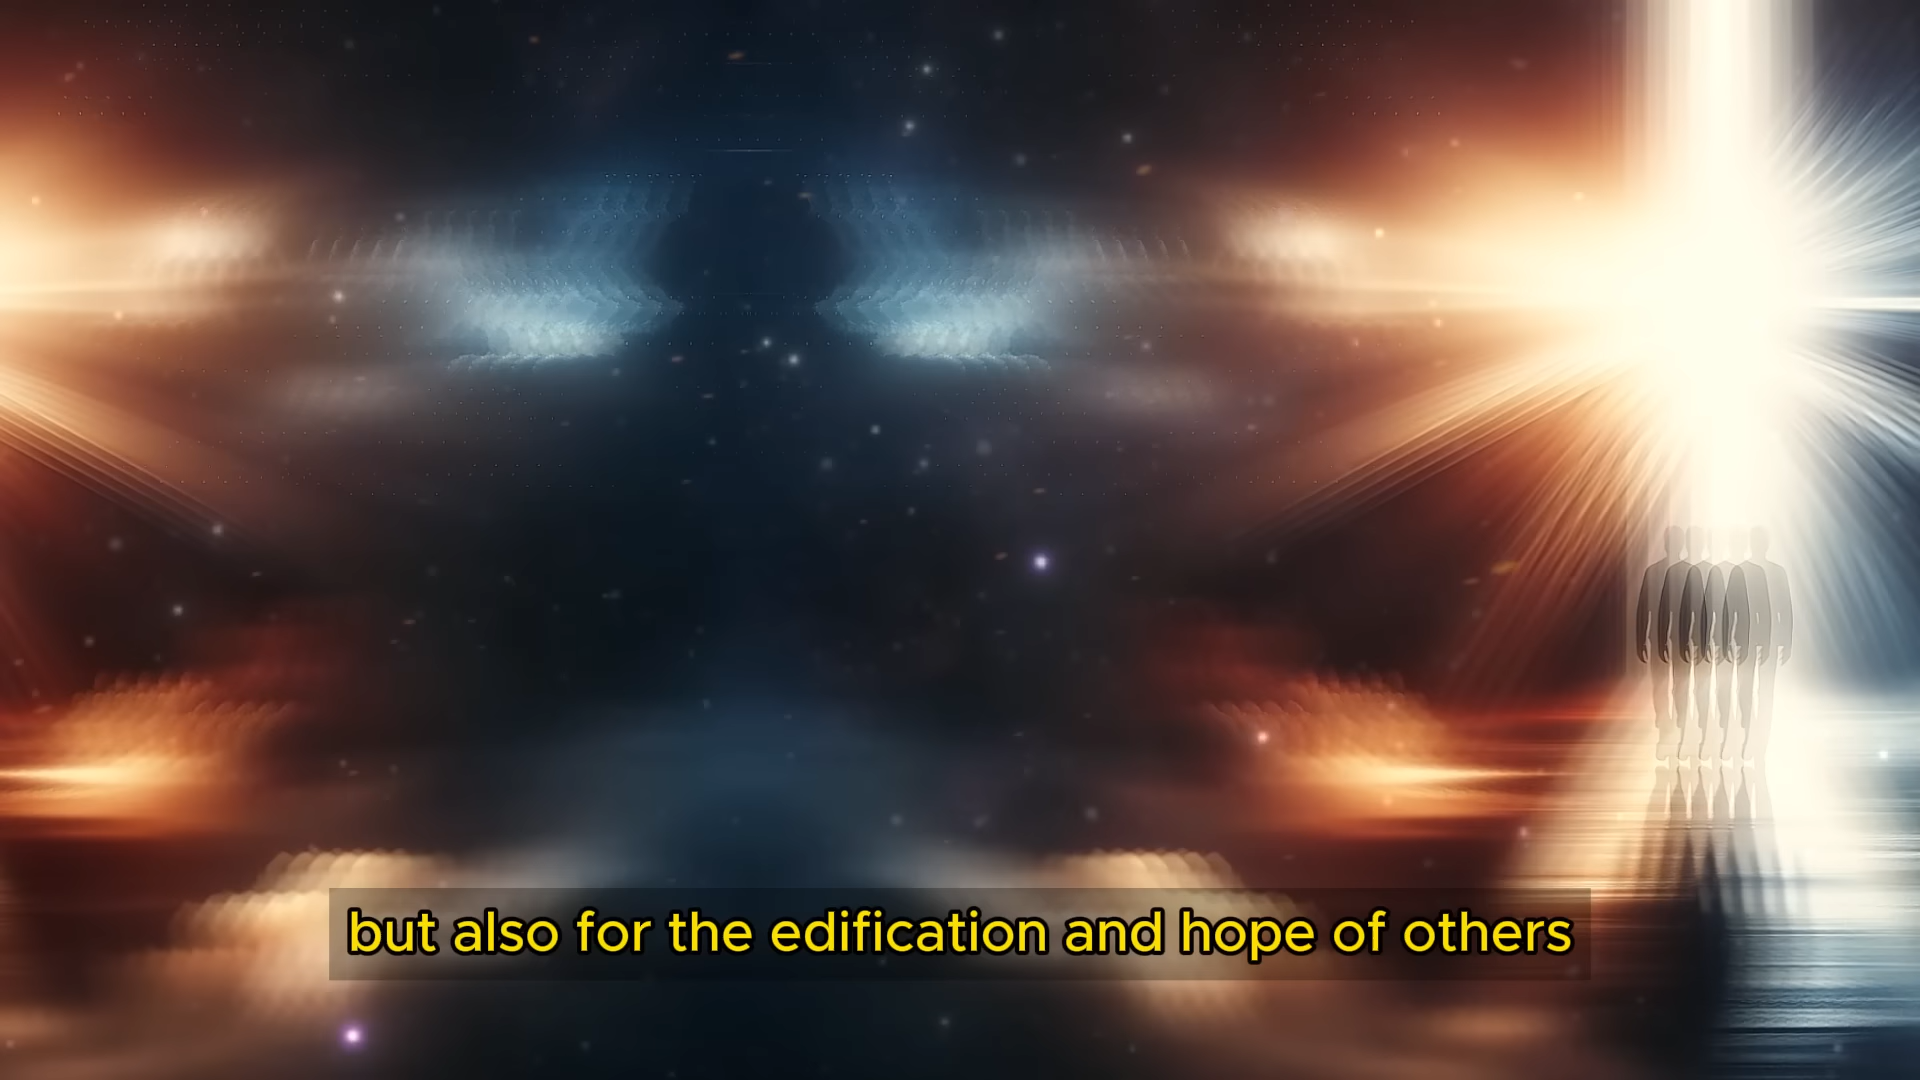 but also for the edification and hope of others